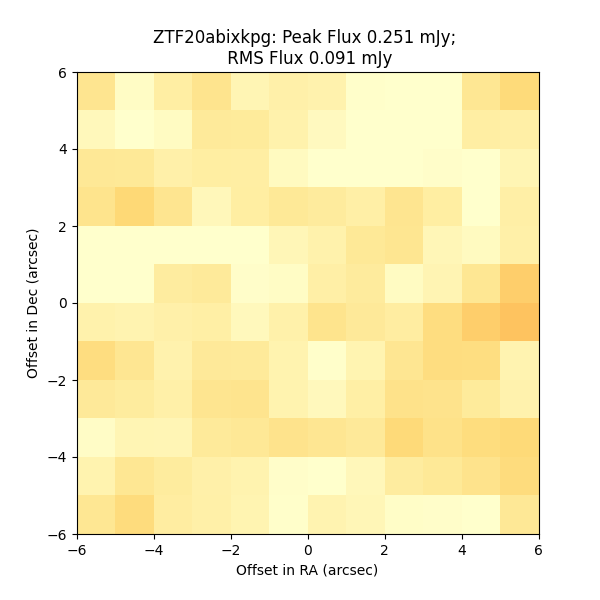 ZTF20abixkpg: Peak Flux 0.251 mJy;
RMS Flux 0.091 mJy
6
4
2
0
−2
−4
−6
Offset in Dec (arcsec)
−6 −4 −2 0 2 4 6
Offset in RA (arcsec)